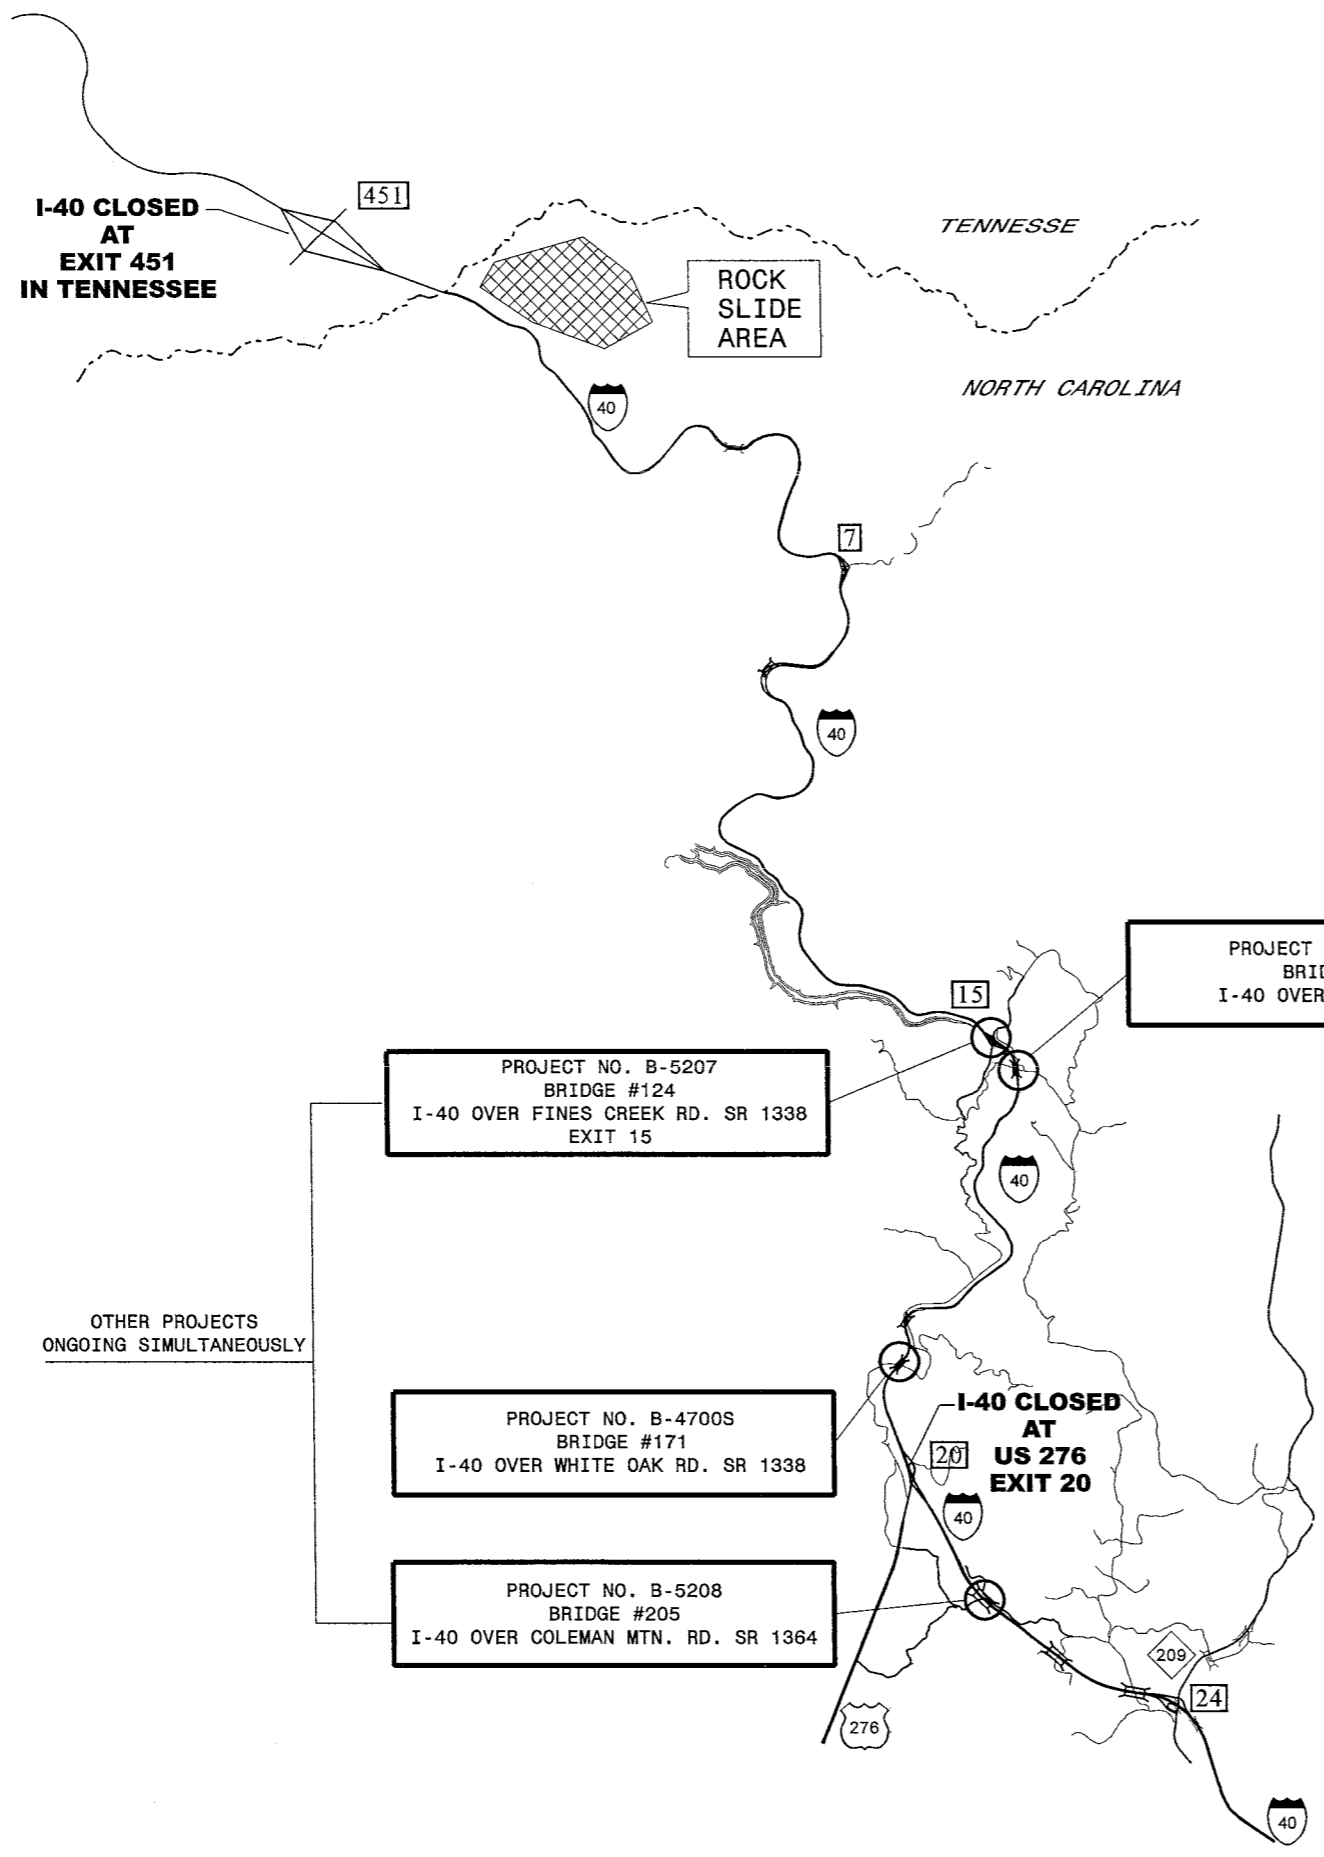 I-40 CLOSED
AT
EXIT 451
IN TENNESSEE
451
TENNESSE
ROCK
SLIDE
AREA
NORTH CAROLINA
40
7
40
15
PROJECT
BRID
I-40 OVER
PROJECT NO. B-5207
BRIDGE #124
I-40 OVER FINES CREEK RD. SR 1338
EXIT 15
40
OTHER PROJECTS
ONGOING SIMULTANEOUSLY
PROJECT NO. B-4700S
BRIDGE #171
I-40 OVER WHITE OAK RD. SR 1338
I-40 CLOSED
AT
US 276
EXIT 20
20
40
PROJECT NO. B-5208
BRIDGE #205
I-40 OVER COLEMAN MTN. RD. SR 1364
209
24
276
40